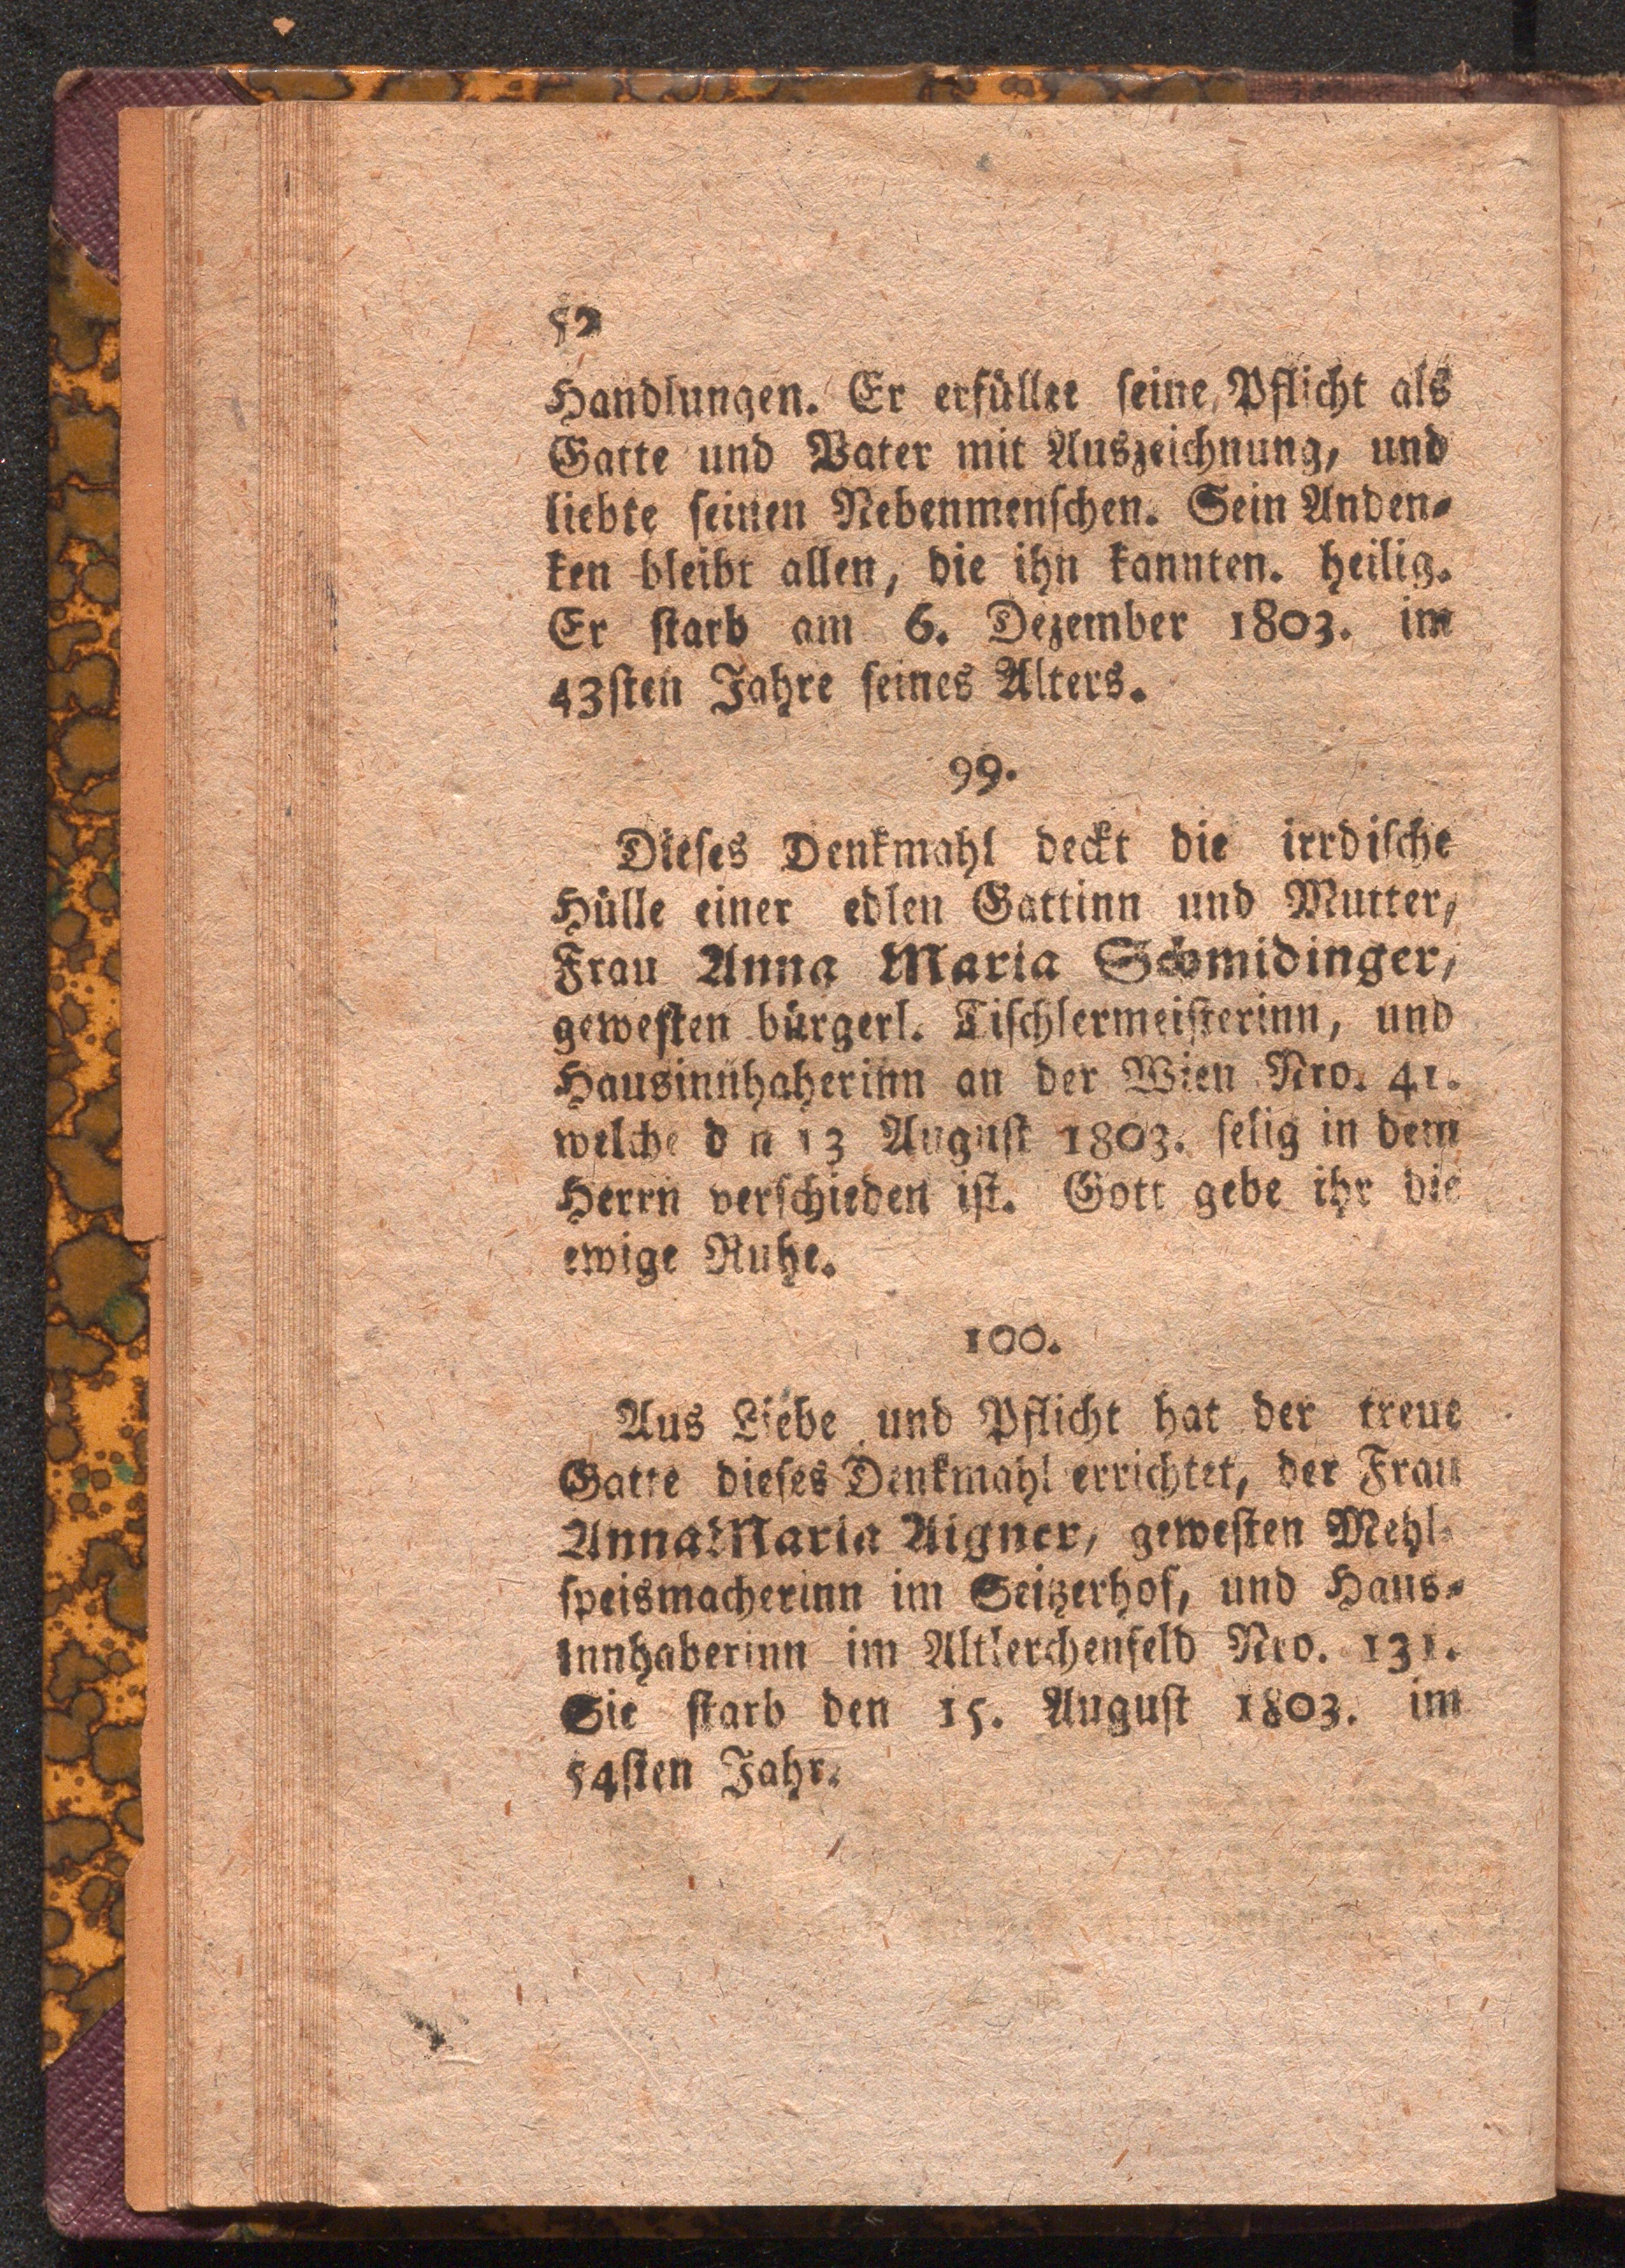 52
Handlungen. Er erfüllet seine Pflicht als
Gatte und Vater mit Auszeichnung, und
liebte seinen Nebenmenschen. Sein Anden-
ken bleibt allen, die ihn kannten. heilig.
Er starb am 6. Dezember 1803. im
43sten Jahre seines Alters.
99.
Dieses Denkmahl deckt die irrdische
Hülle einer edlen Gattinn und Mutter,
Frau Anna Maria Schmidinger,
gewesten bürgerl. Tischlermeisterinn, und
Hausinnhaherinn an der Wien Nro. 41.
welche d n 13 August 1803. selig in dem
Herrn verschieden ist. Gott gebe ihr die
ewige Ruhe.
100.
Aus Liebe und Pflicht hat der treue
Gatte dieses Denkmahl errichtet, der Frau
Anna Maria Aigner, gewesten Mehl-
speismacherinn im Seitzerhof, und Haus-
innhaberinn im Altlerchenfeld Nro. 131.
Sie starb den 15. August 1803. im
54sten Jahr.